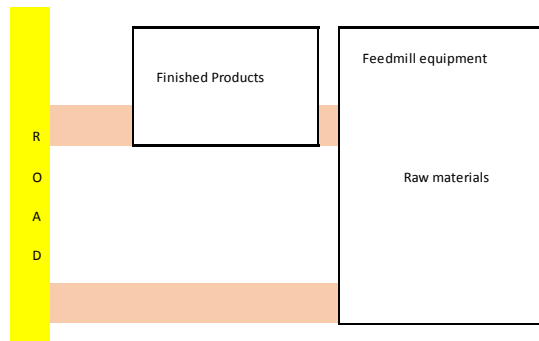 Feedmill equipment
Finished Products
R
O
A
D
Raw materials